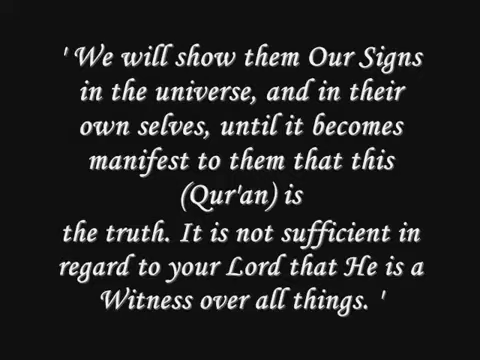 ' We will show them Our Signs
in the universe, and in their
own selves, until it becomes
manifest to them that this
(Qur'an) is
the truth. It is not sufficient in
regard to your Lord that He is a
Witness over all things. '